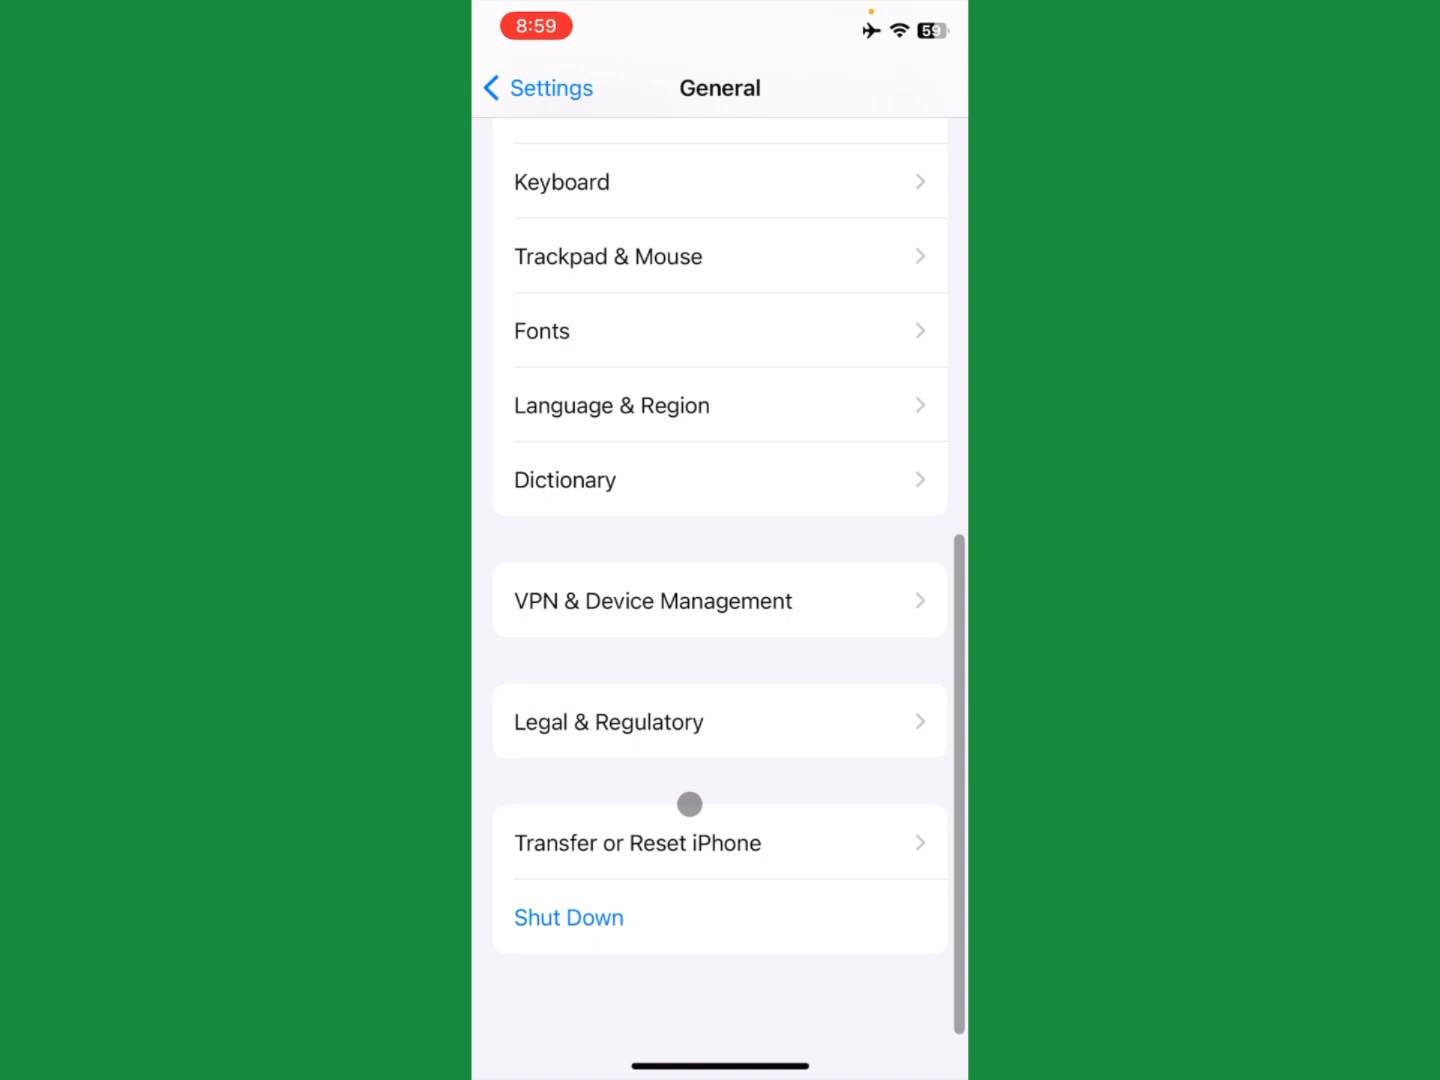 8:59
59
Settings
General
Keyboard
Trackpad & Mouse
Fonts
Language & Region
Dictionary
VPN & Device Management
Legal & Regulatory
Transfer or Reset iPhone
Shut Down